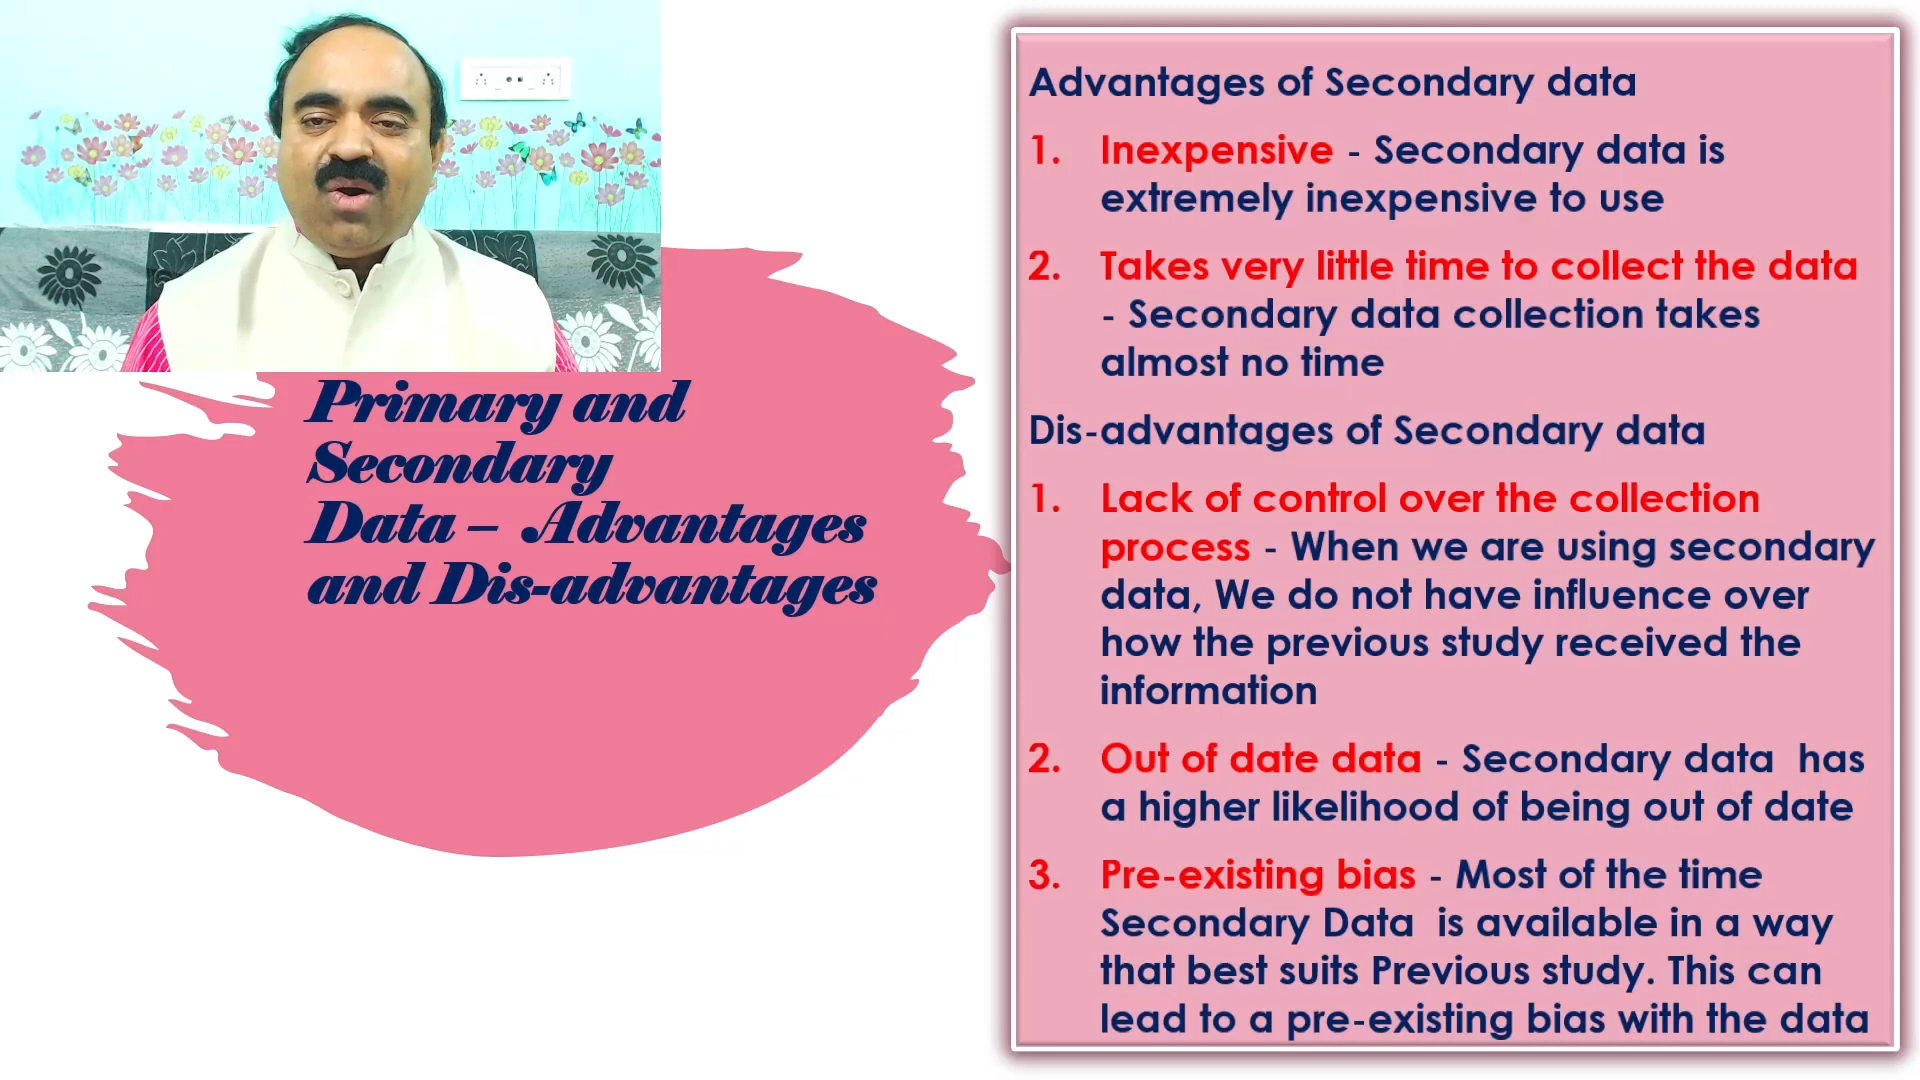 Primary and
Secondary
Data – Advantages
and Dis-advantages
Advantages of Secondary data
1. Inexpensive - Secondary data is
extremely inexpensive to use
2. Takes very little time to collect the data
- Secondary data collection takes
almost no time
Dis-advantages of Secondary data
1. Lack of control over the collection
process - When we are using secondary
data, We do not have influence over
how the previous study received the
information
2. Out of date data - Secondary data has
a higher likelihood of being out of date
3. Pre-existing bias - Most of the time
Secondary Data is available in a way
that best suits Previous study. This can
lead to a pre-existing bias with the data